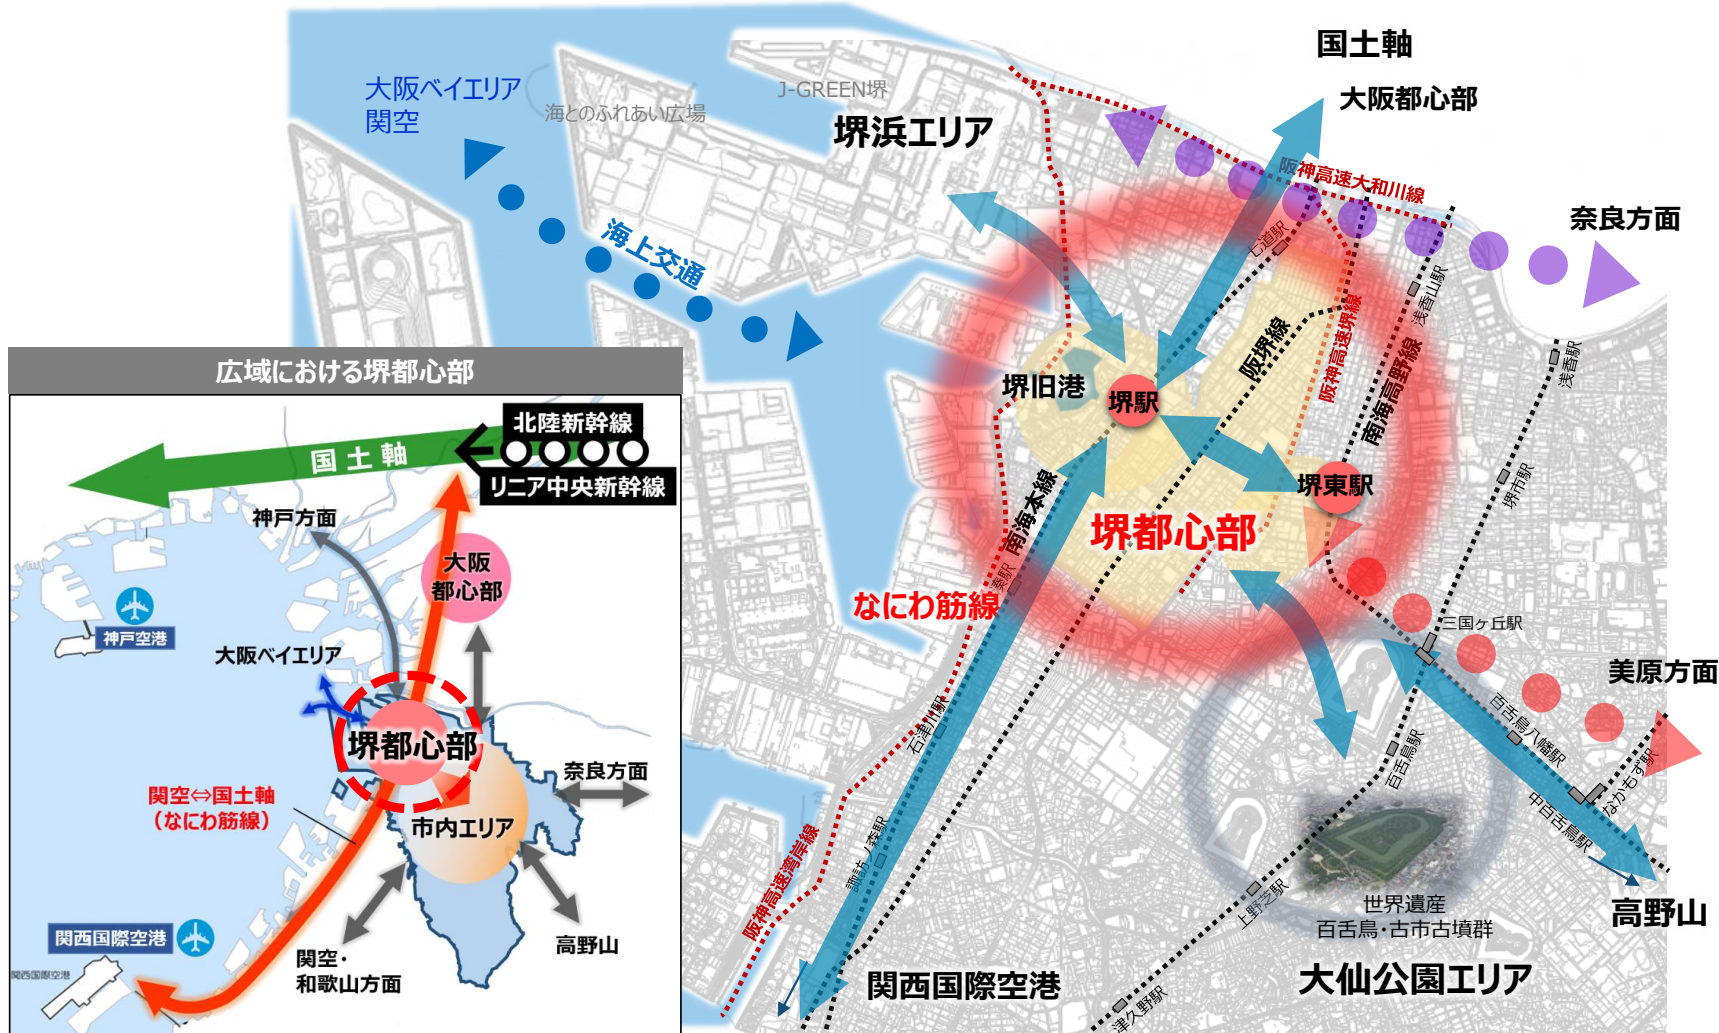 国土軸
大阪都心部
大阪ベイエリア
関空
海とのふれあい広場
J-GREEN堺
堺浜エリア
阪神高速大和川線
奈良方面
海上交通
七道駅
浅香山駅
浅香駅
阪堺線
阪神高速堺線
南海高野線
堺旧港
堺駅
堺東駅
堺市駅
南海本線
湊駅
堺都心部
なにわ筋線
三国ヶ丘駅
美原方面
石津川駅
百舌鳥駅
百舌鳥八幡駅
なかもず駅
中百舌鳥駅
諏訪ノ森駅
阪神高速湾岸線
上野芝駅
世界遺産
百舌鳥・古市古墳群
高野山
大仙公園エリア
関西国際空港
津久野駅
広域における堺都心部
北陸新幹線
国土軸
リニア中央新幹線
神戸方面
大阪
都心部
神戸空港
大阪ベイエリア
堺都心部
奈良方面
関空⇔国土軸
（なにわ筋線）
市内エリア
関西国際空港
関西国際空港
関空・
和歌山方面
高野山